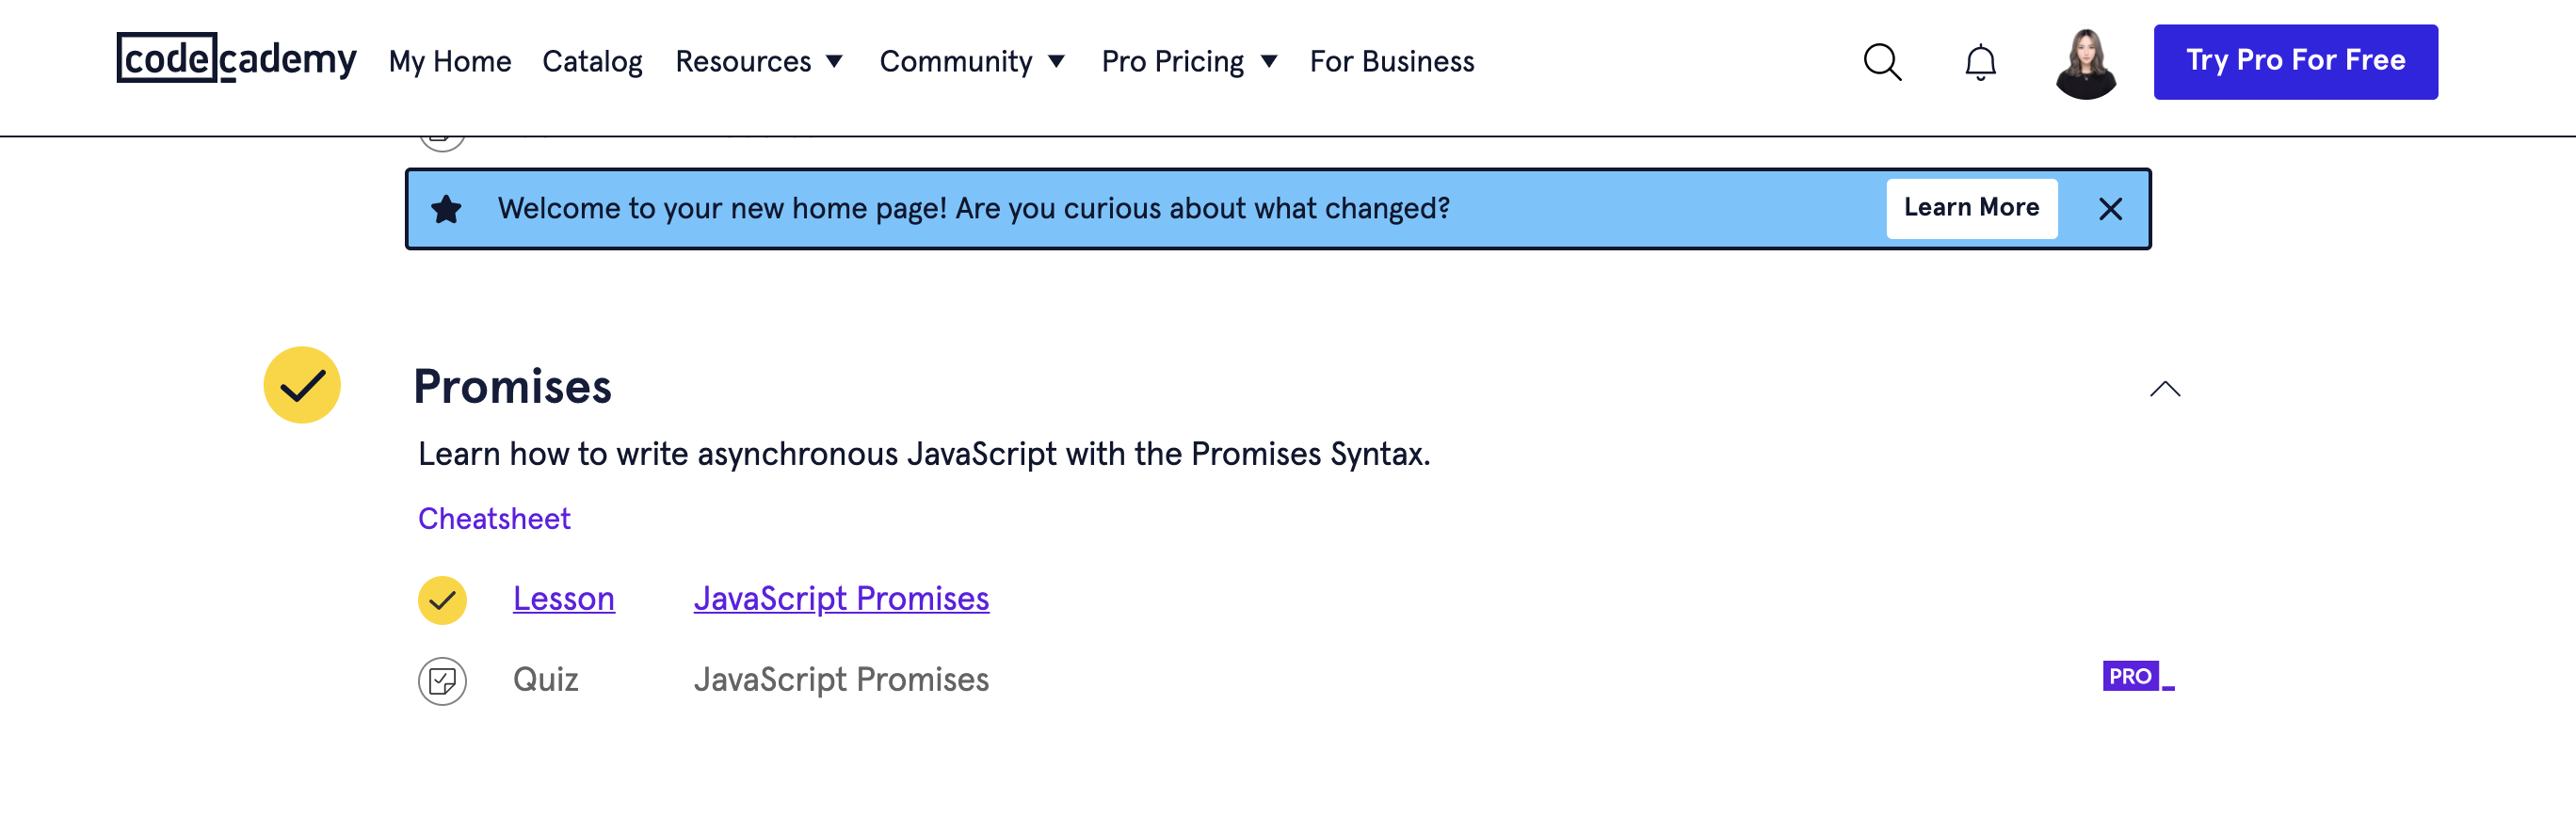 codecademy My Home Catalog Resources Community Pro Pricing For Business Try Pro For Free
Welcome to your new home page! Are you curious about what changed? Learn More
Promises
Learn how to write asynchronous JavaScript with the Promises Syntax.
Cheatsheet
Lesson JavaScript Promises
Quiz JavaScript Promises PRO